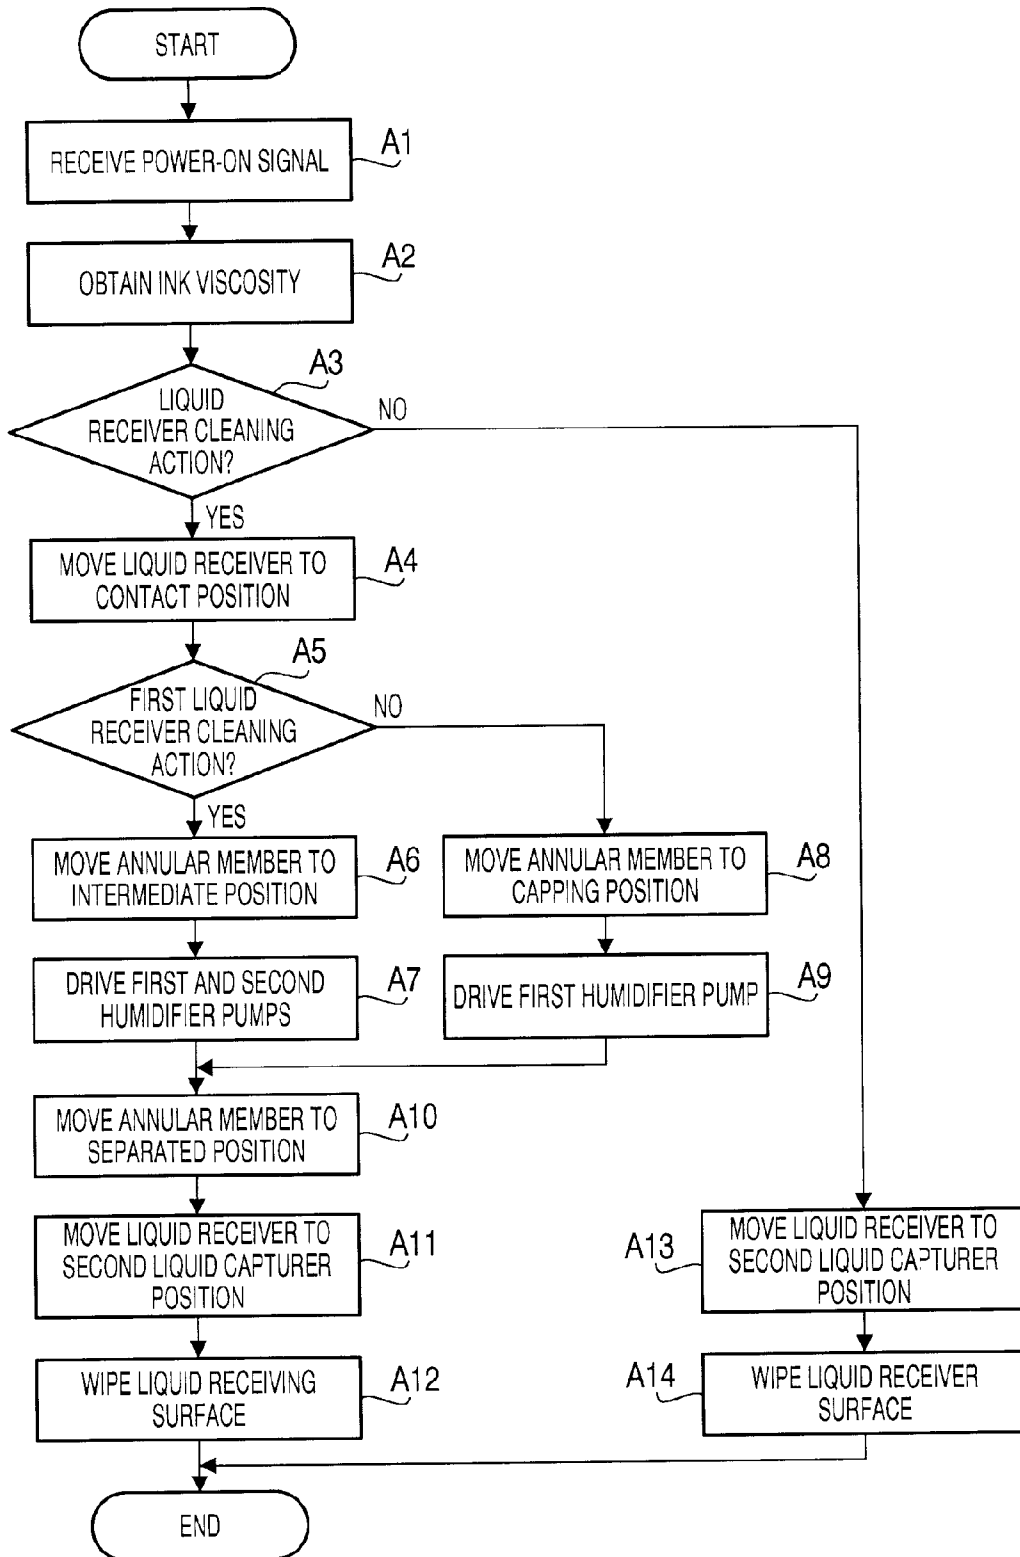 START
RECEIVE POWER-ON SIGNAL
A1
OBTAIN INK VISCOSITY
A2
LIQUID
RECEIVER CLEANING
ACTION?
A3
NO
YES
MOVE LIQUID RECEIVER TO
CONTACT POSITION
A4
FIRST LIQUID
RECEIVER CLEANING
ACTION?
A5
NO
YES
MOVE ANNULAR MEMBER TO
INTERMEDIATE POSITION
A6
MOVE ANNULAR MEMBER TO
CAPPING POSITION
A8
DRIVE FIRST AND SECOND
HUMIDIFIER PUMPS
A7
DRIVE FIRST HUMIDIFIER PUMP
A9
MOVE ANNULAR MEMBER TO
SEPARATED POSITION
A10
MOVE LIQUID RECEIVER TO
SECOND LIQUID CAPTURER
POSITION
A11
A13
MOVE LIQUID RECEIVER TO
SECOND LIQUID CAPTURER
POSITION
WIPE LIQUID RECEIVING
SURFACE
A12
A14
WIPE LIQUID RECEIVER
SURFACE
END